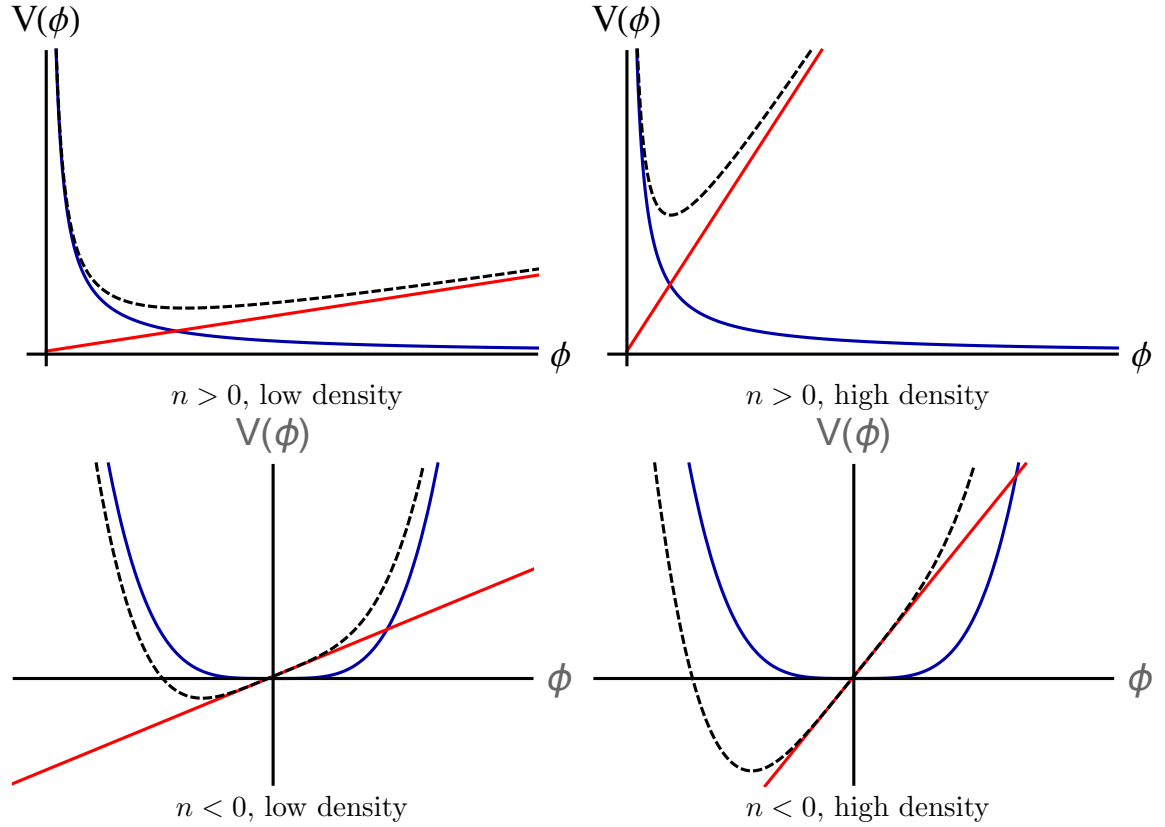 V(ϕ)
V(ϕ)
ϕ
ϕ
n > 0, low density
n > 0, high density
V(ϕ)
V(ϕ)
ϕ
ϕ
n < 0, low density
n < 0, high density